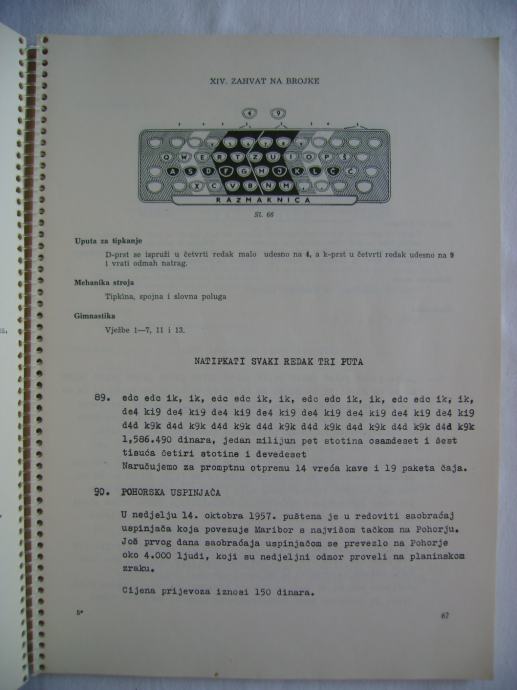 XIV. ZAHVAT NA BROJKE
4 9
Q W E R T Z U I O P Š
A S D F G H J K L Č Ć
X C V B N M
RAZMAKNICA
Sl. 66
Uputa za tipkanje
D-prst se ispruži u četvrti redak malo udesno na 4, a k-prst u četvrti redak udesno na 9
i vrati odmah natrag.
Mehanika stroja
Tipkina, spojna i slovna poluga
Gimnastika
Vježbe 1—7, 11 i 13.
NATIPKATI SVAKI REDAK TRI PUTA
89. edc edc ik, ik, edc edc ik, ik, edc edc ik, ik, edc edc ik, ik,
de4 ki9 de4 ki9 de4 ki9 de4 ki9 de4 ki9 de4 ki9 de4 ki9 de4 ki9
d4d k9k d4d k9k d4d k9k d4d k9k d4d k9k d4d k9k d4d k9k d4d k9k
1,586.490 dinara, jedan milijun pet stotina osamdeset i šest
tisuća četiri stotine i devedeset
Naručujemo za promptnu otpremu 14 vreća kave i 19 paketa čaja.
90. POHORSKA USPINJAČA
U nedjelju 14. oktobra 1957. puštena je u redoviti saobraćaj
uspinjača koja povezuje Maribor s najvišom tačkom na Pohorju.
Još prvog dana saobraćaja uspinjačom se prevezlo na Pohorje
oko 4.000 ljudi, koji su nedjeljni odmor proveli na planinskom
zraku.
Cijena prijevoza iznosi 150 dinara.
5*
67